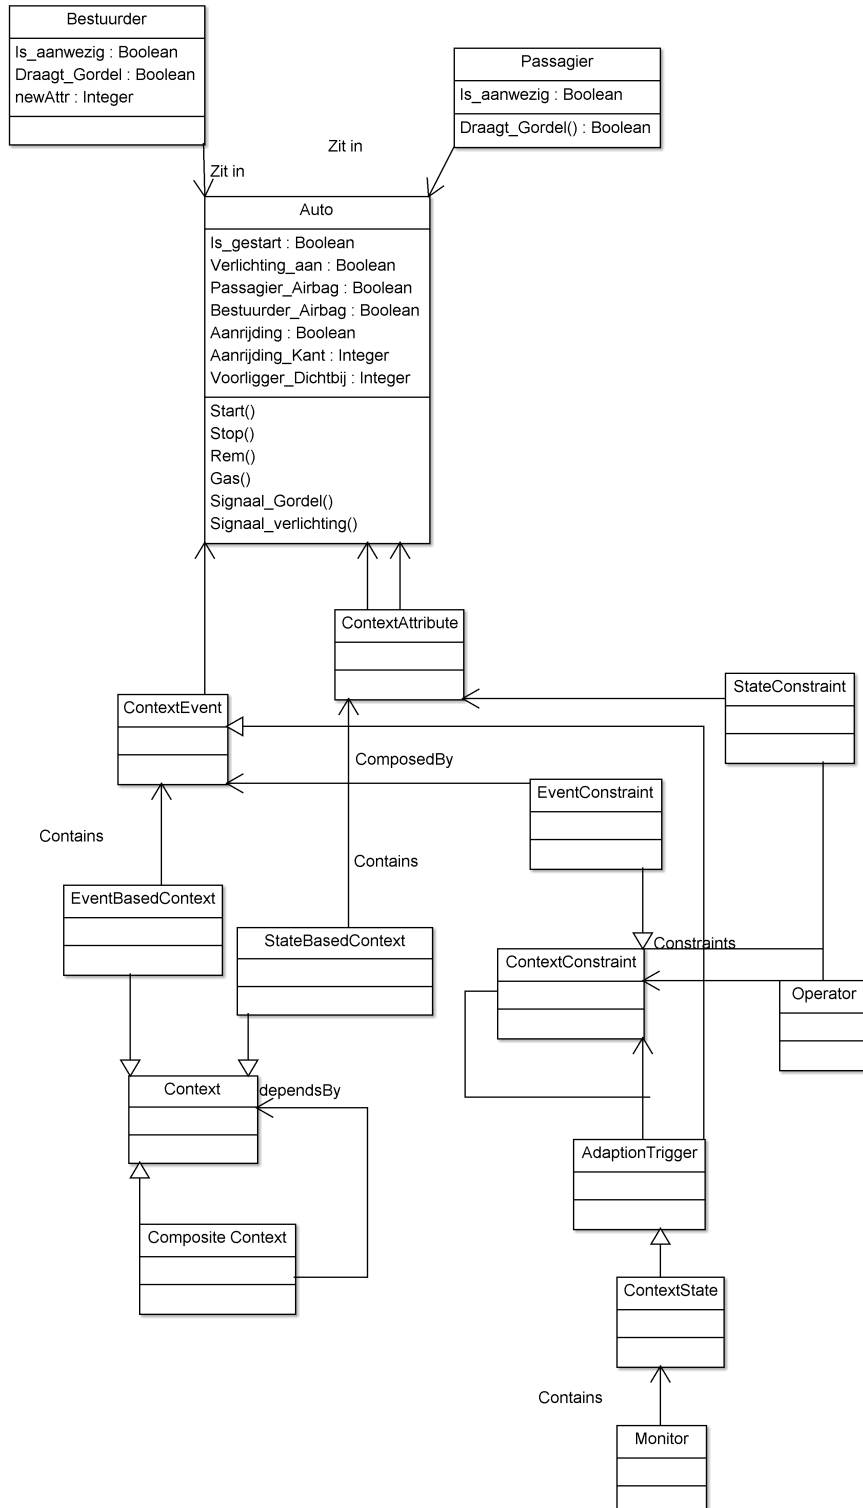 Bestuurder
Is_aanwezig : Boolean
Draagt_Gordel : Boolean
newAttr : Integer
Passagier
Is_aanwezig : Boolean
Draagt_Gordel() : Boolean
Zit in
Zit in
Auto
Is_gestart : Boolean
Verlichting_aan : Boolean
Passagier_Airbag : Boolean
Bestuurder_Airbag : Boolean
Aanrijding : Boolean
Aanrijding_Kant : Integer
Voorligger_Dichtbij : Integer
Start()
Stop()
Rem()
Gas()
Signaal_Gordel()
Signaal_verlichting()
ContextAttribute
StateConstraint
ContextEvent
ComposedBy
EventConstraint
Contains
Contains
EventBasedContext
StateBasedContext
Constraints
ContextConstraint
Operator
Context
dependsBy
AdaptionTrigger
Composite Context
ContextState
Contains
Monitor